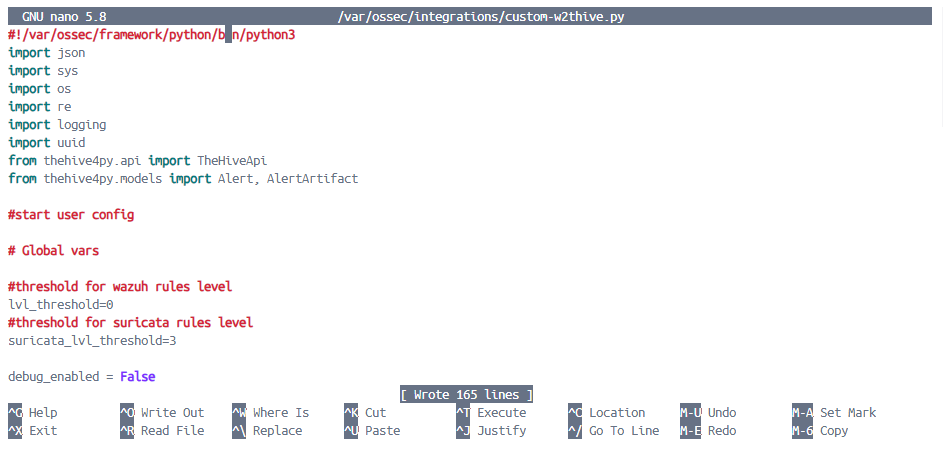 GNU nano 5.8 /var/ossec/integrations/custom-w2thive.py
#!/var/ossec/framework/python/bin/python3
import json
import sys
import os
import re
import logging
import uuid
from thehive4py.api import TheHiveApi
from thehive4py.models import Alert, AlertArtifact
#start user config
# Global vars
#threshold for wazuh rules level
lvl_threshold=0
#threshold for suricata rules level
suricata_lvl_threshold=3
debug_enabled = False
[ Wrote 165 lines ]
^G Help ^O Write Out ^W Where Is ^K Cut ^T Execute ^C Location M-U Undo M-A Set Mark
^X Exit ^R Read File ^\ Replace ^U Paste ^J Justify ^/ Go To Line M-E Redo M-6 Copy